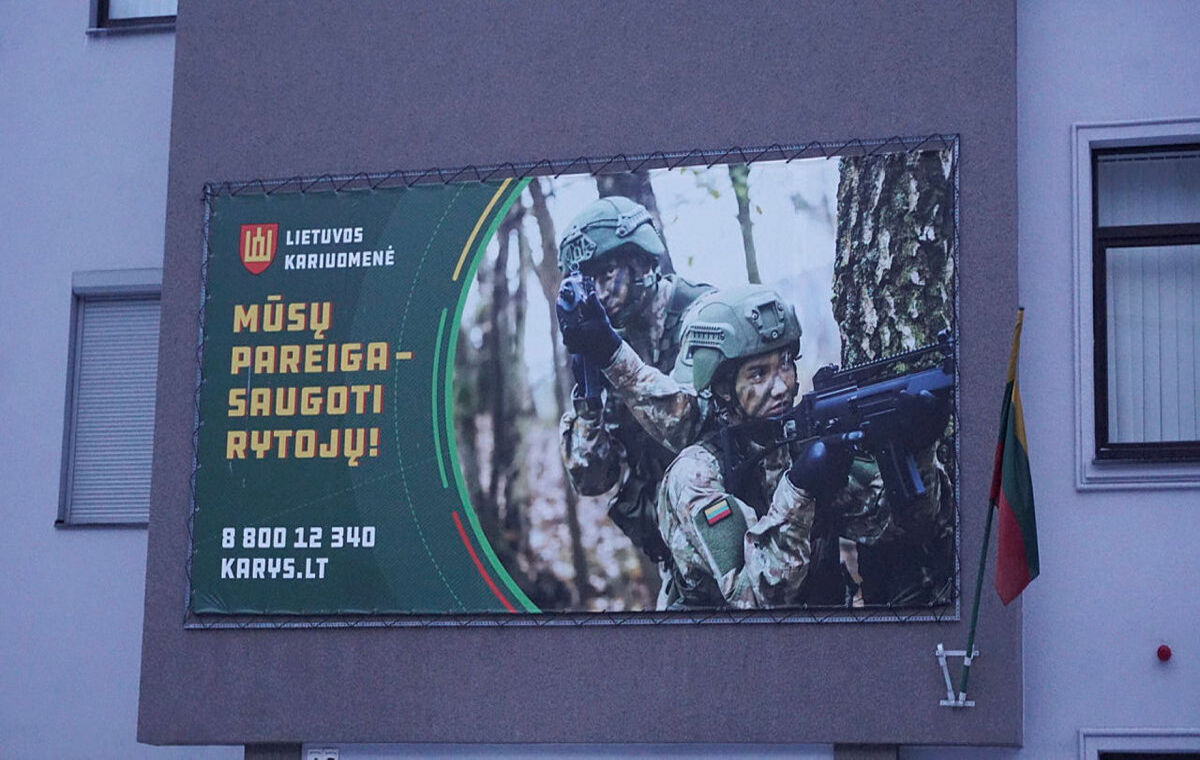 LIETUVOS
KARIUOMENĖ
MŪSŲ
PAREIGA –
SAUGOTI
RYTOJŲ!
8 800 12 340
KARYS.LT